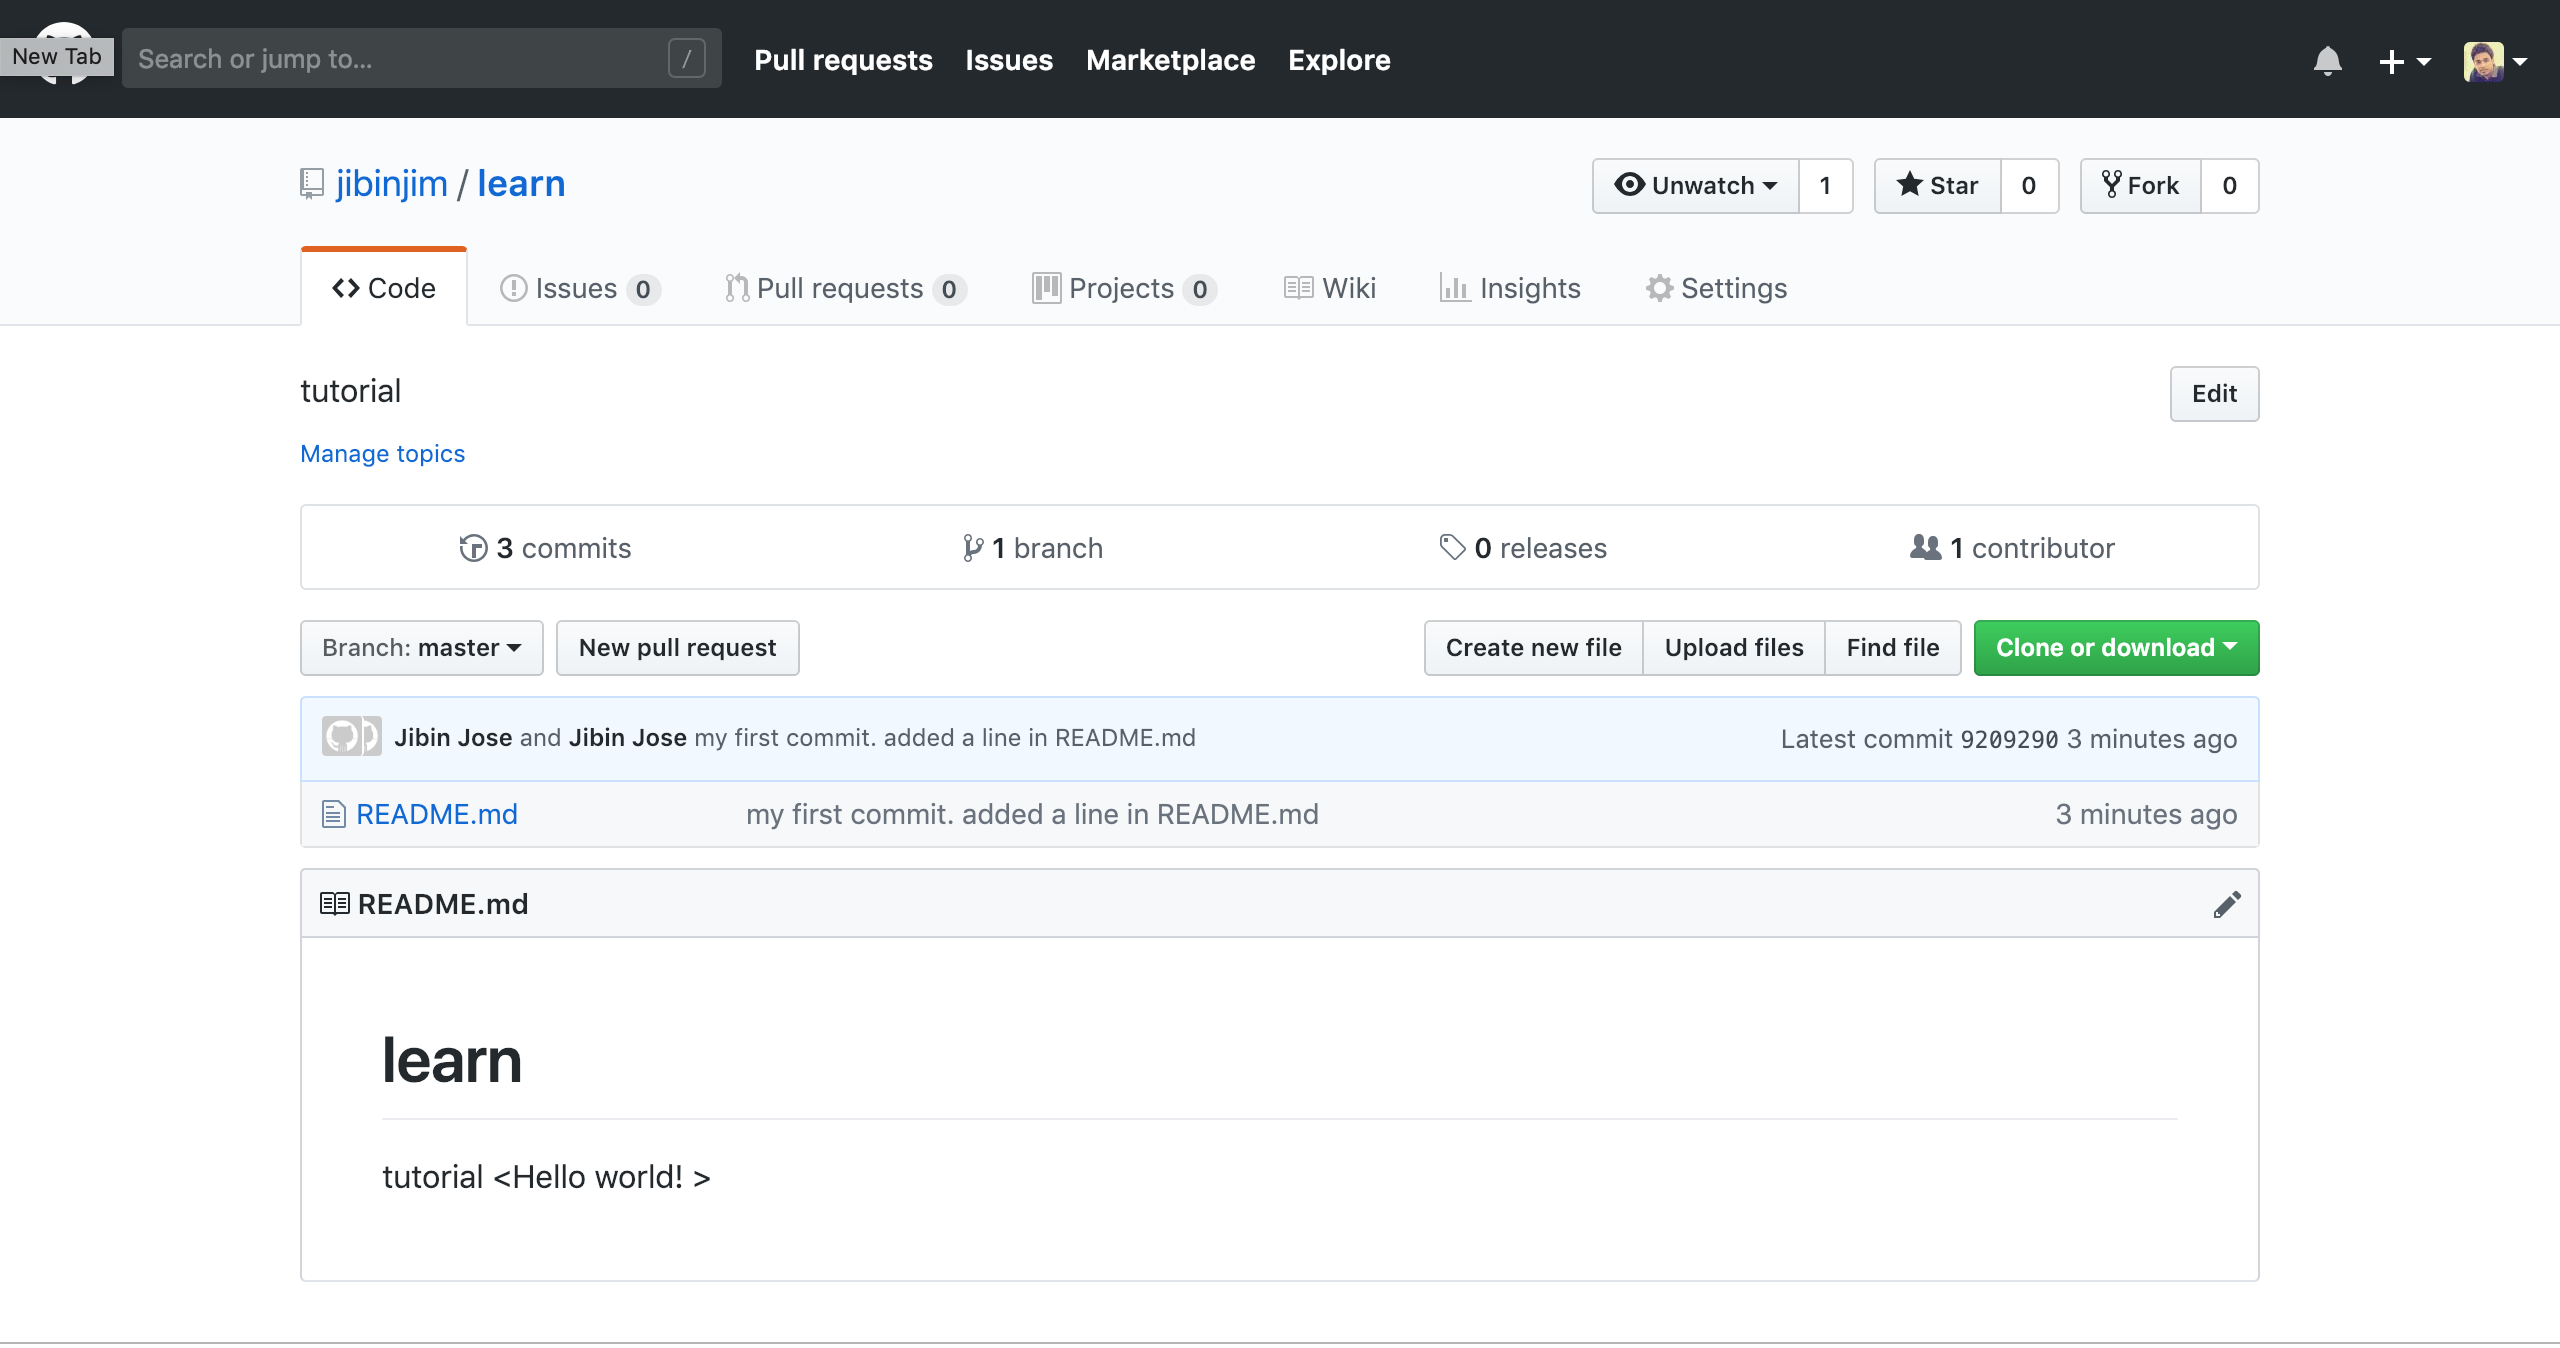 New Tab
Search or jump to... /
Pull requests Issues Marketplace Explore
jibinjim / learn
Unwatch 1 Star 0 Fork 0
Code Issues 0 Pull requests 0 Projects 0 Wiki Insights Settings
tutorial
Edit
Manage topics
3 commits 1 branch 0 releases 1 contributor
Branch: master New pull request Create new file Upload files Find file Clone or download
Jibin Jose and Jibin Jose my first commit. added a line in README.md Latest commit 9209290 3 minutes ago
README.md my first commit. added a line in README.md 3 minutes ago
README.md
learn
tutorial <Hello world! >